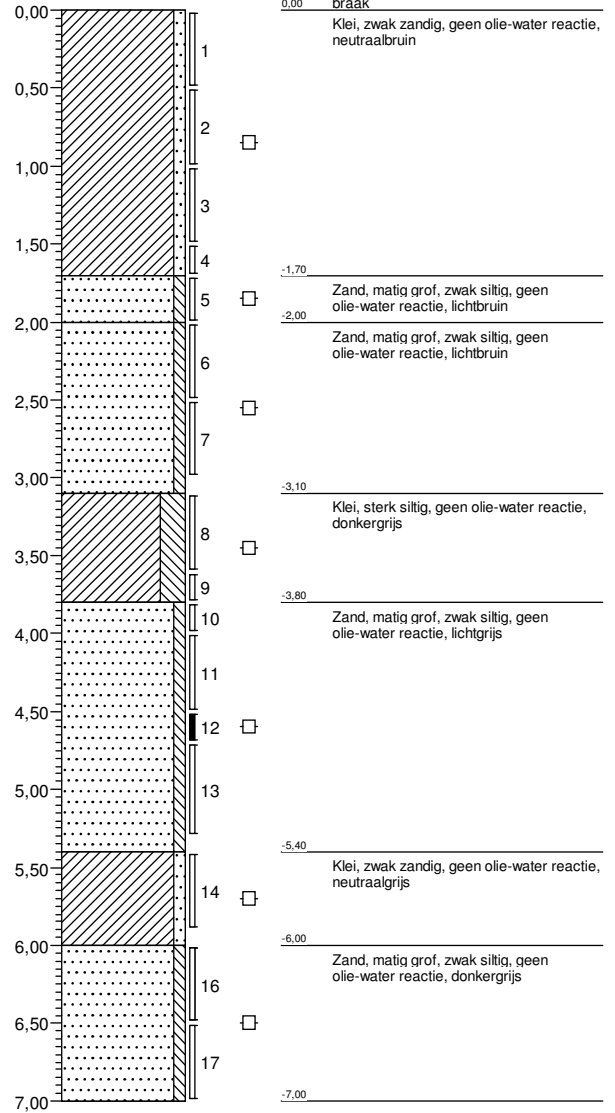 0,00
0,50
1,00
1,50
2,00
2,50
3,00
3,50
4,00
4,50
5,00
5,50
6,00
6,50
7,00
1
2
3
4
5
6
7
8
9
10
11
12
13
14
16
17
0,00 braak
Klei, zwak zandig, geen olie-water reactie,
neutraalbruin
-1,70
Zand, matig grof, zwak siltig, geen
olie-water reactie, lichtbruin
-2,00
Zand, matig grof, zwak siltig, geen
olie-water reactie, lichtbruin
-3,10
Klei, sterk siltig, geen olie-water reactie,
donkergrijs
-3,80
Zand, matig grof, zwak siltig, geen
olie-water reactie, lichtgrijs
-5,40
Klei, zwak zandig, geen olie-water reactie,
neutraalgrijs
-6,00
Zand, matig grof, zwak siltig, geen
olie-water reactie, donkergrijs
-7,00